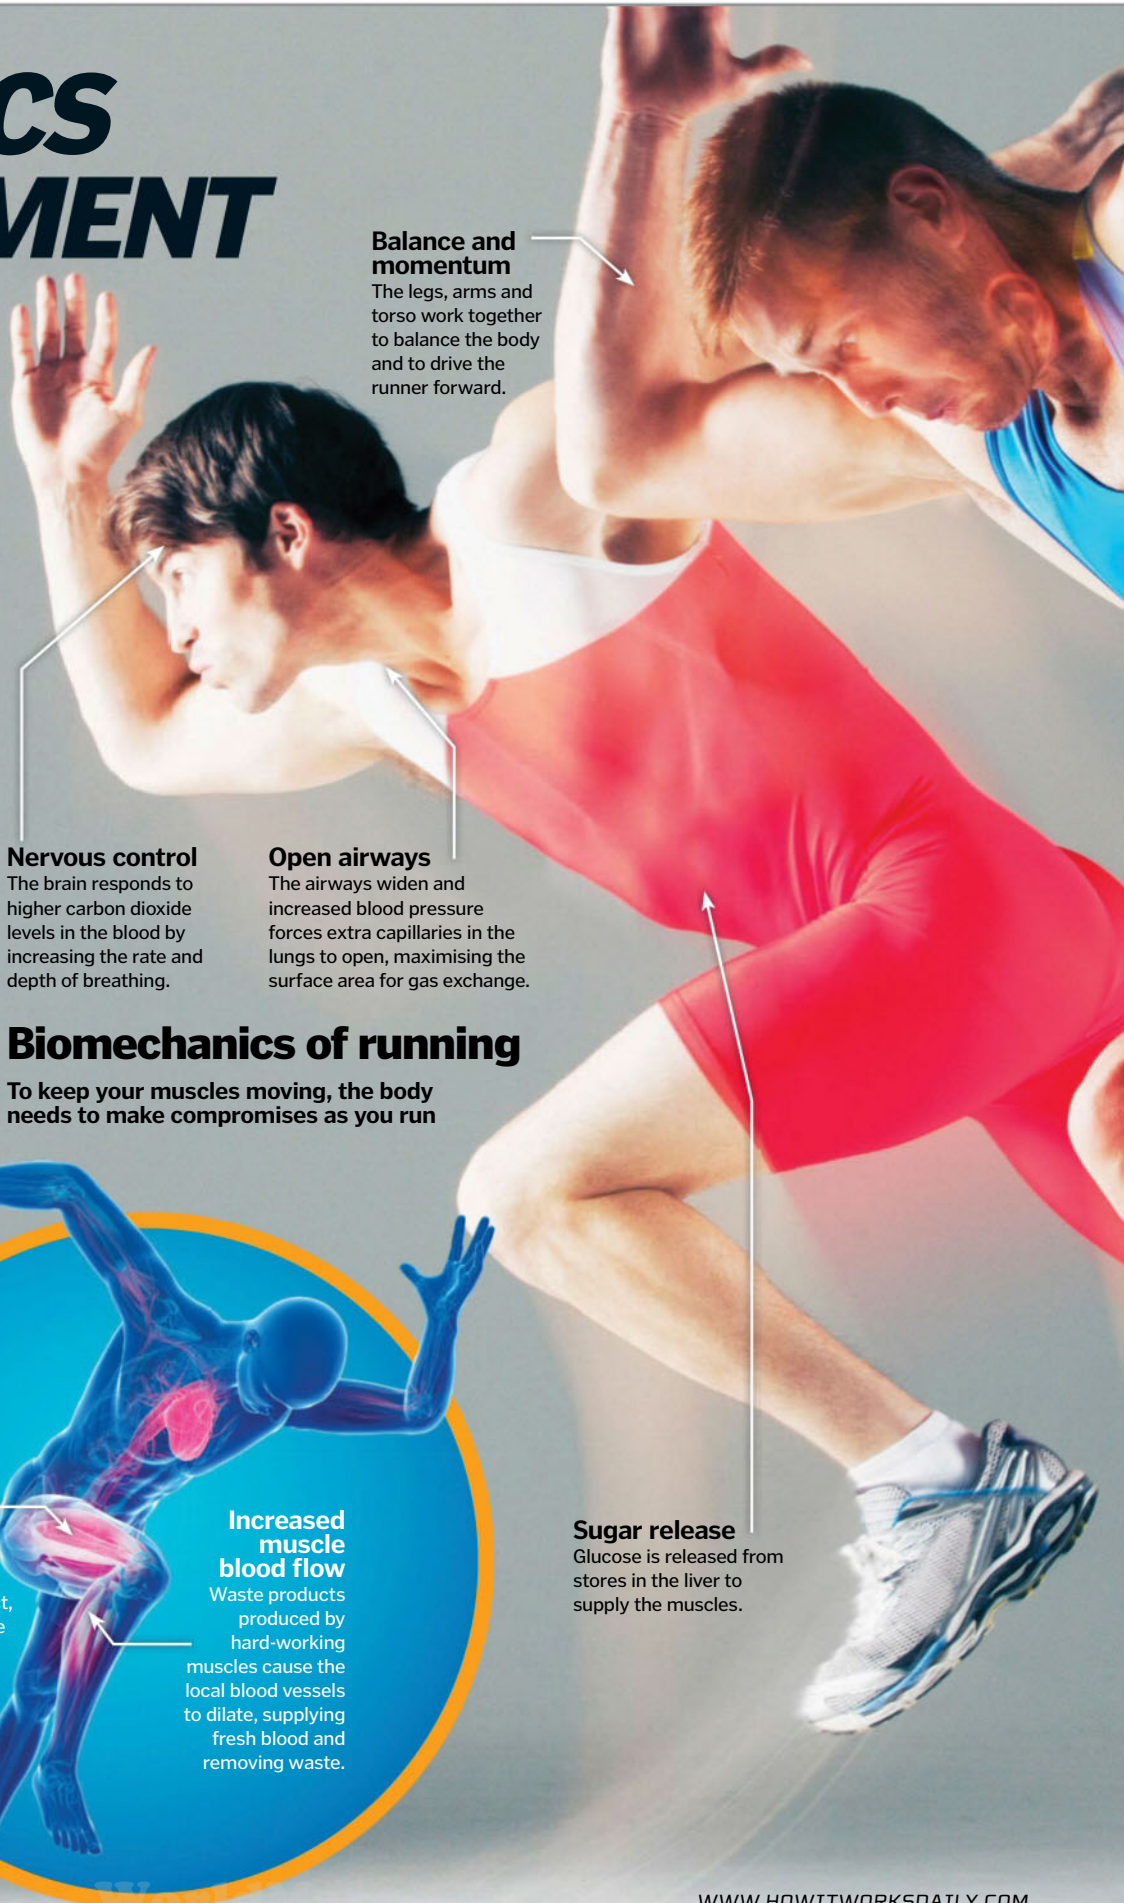 CS
MENT
Balance and
momentum
The legs, arms and
torso work together
to balance the body
and to drive the
runner forward.
Nervous control
The brain responds to
higher carbon dioxide
levels in the blood by
increasing the rate and
depth of breathing.
Open airways
The airways widen and
increased blood pressure
forces extra capillaries in the
lungs to open, maximising the
surface area for gas exchange.
Biomechanics of running
To keep your muscles moving, the body
needs to make compromises as you run
Increased
muscle
blood flow
Waste products
produced by
hard-working
muscles cause the
local blood vessels
to dilate, supplying
fresh blood and
removing waste.
t,
e
Sugar release
Glucose is released from
stores in the liver to
supply the muscles.
WWW.HOWITWORKSDAILY.COM